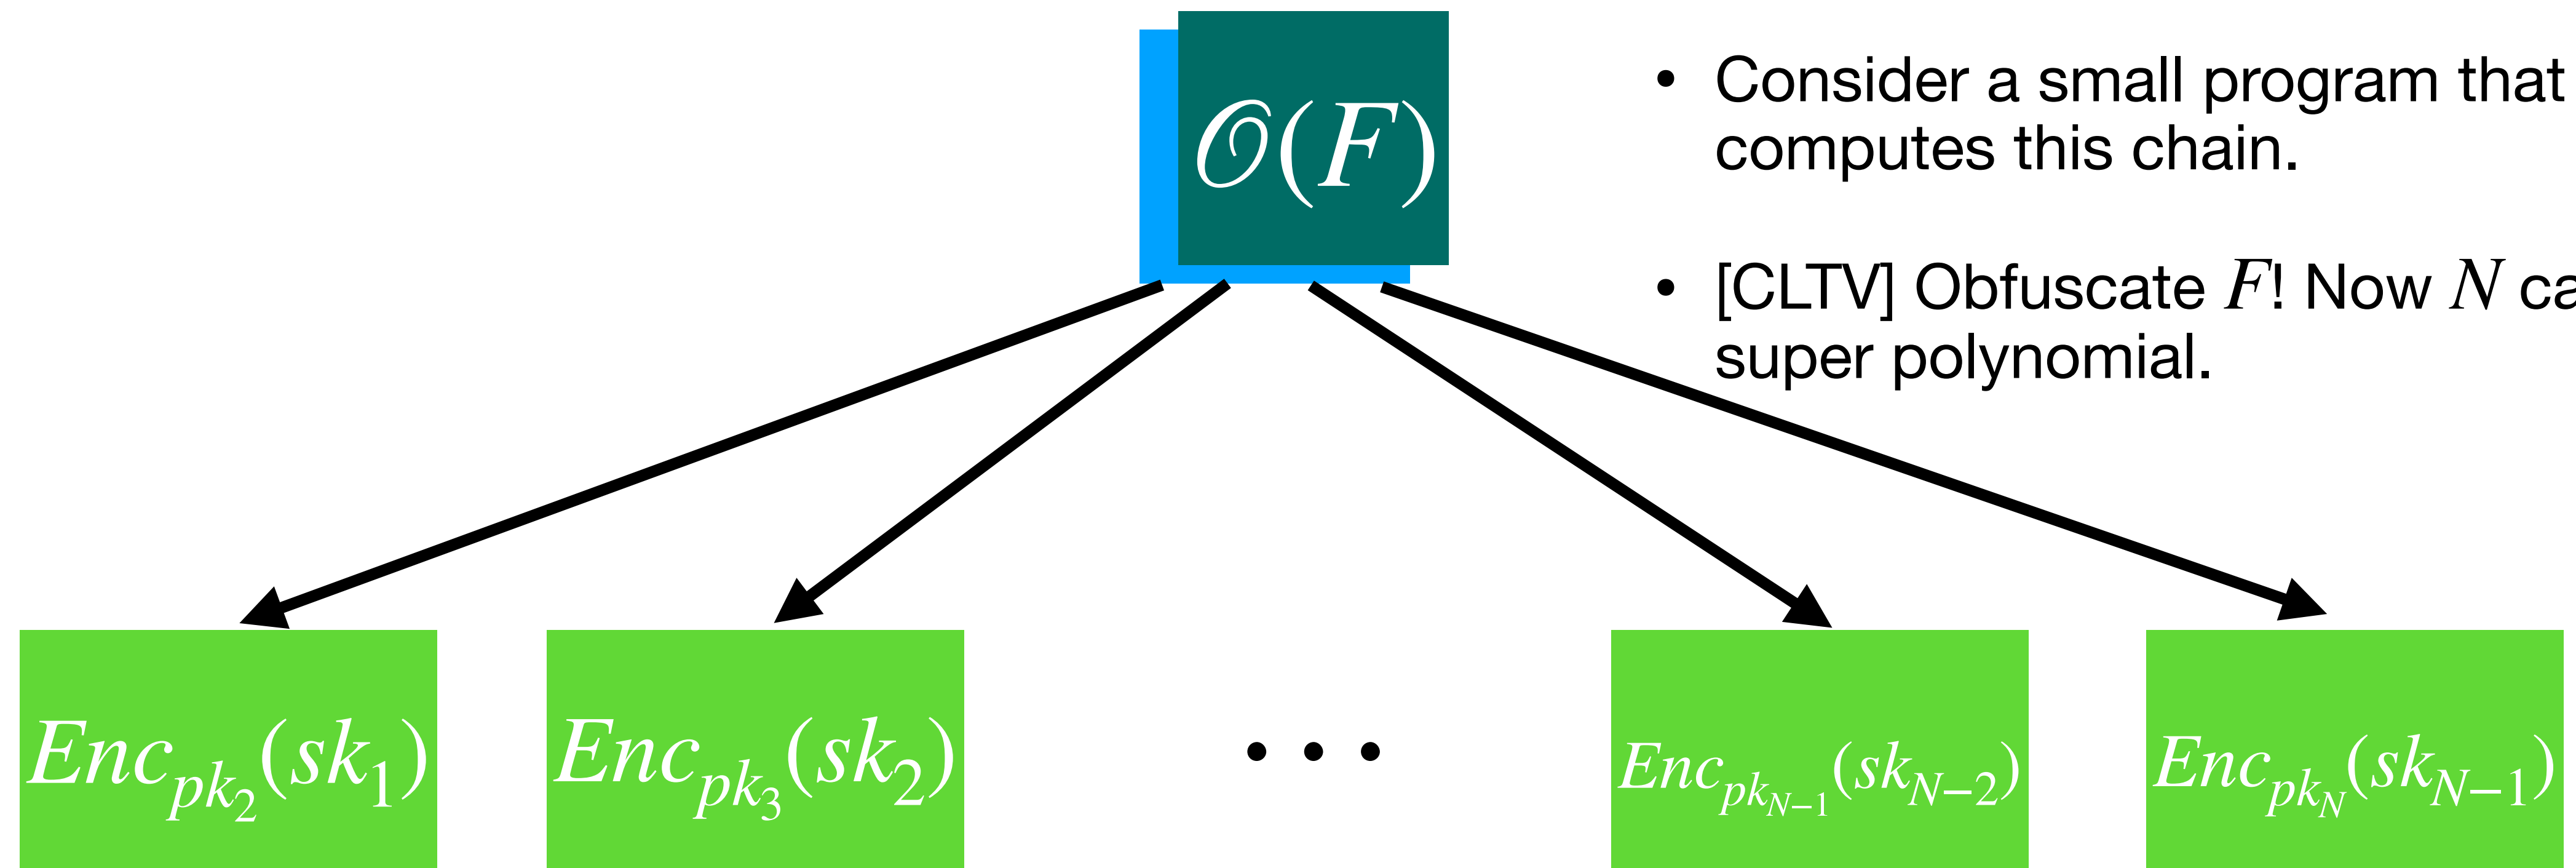 𝒪(F)
• Consider a small program that
computes this chain.
• [CLTV] Obfuscate F! Now N ca
super polynomial.
Enc_{pk_2}(sk_1)
Enc_{pk_3}(sk_2)
• • •
Enc_{pk_{N−1}}(sk_{N−2})
Enc_{pk_N}(sk_{N−1})